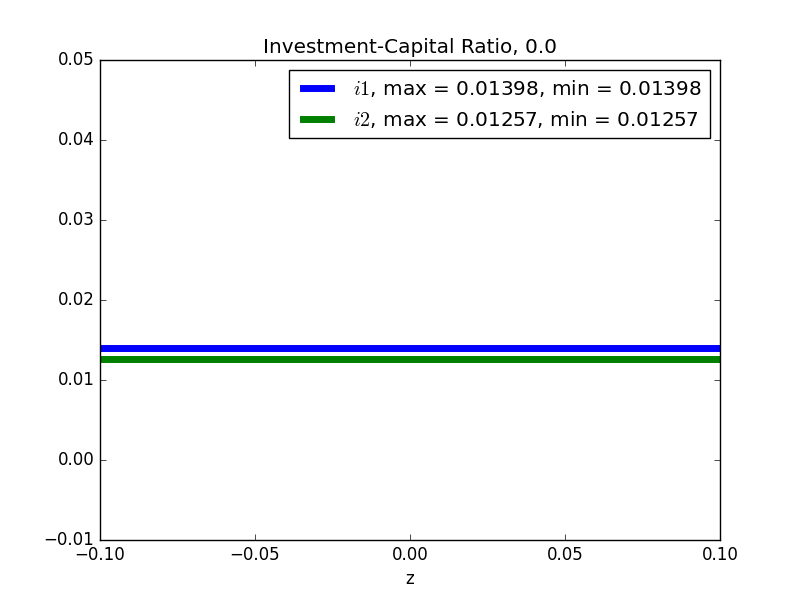 Investment-Capital Ratio, 0.0
i1, max = 0.01398, min = 0.01398
i2, max = 0.01257, min = 0.01257
0.05
0.04
0.03
0.02
0.01
0.00
−0.01
−0.10 −0.05 0.00 0.05 0.10
z